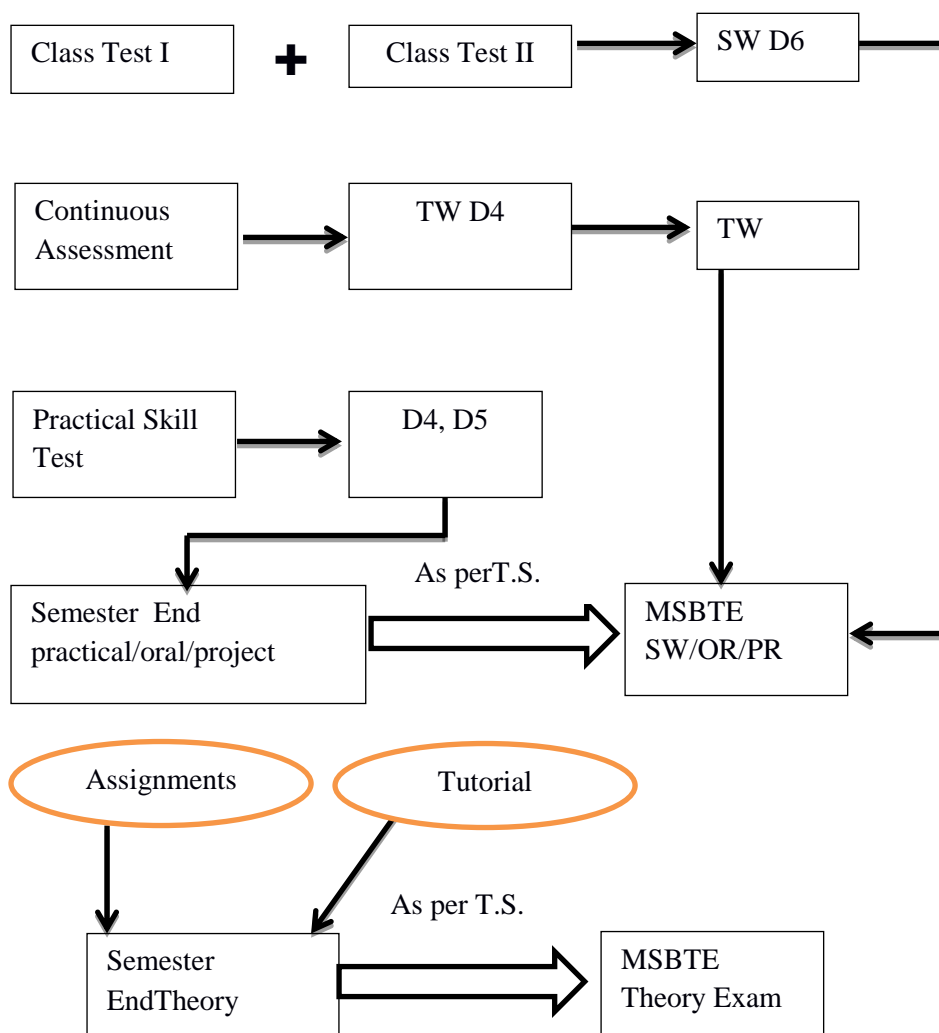 Class Test I
+
Class Test II
SW D6
Continuous
Assessment
TW D4
TW
Practical Skill
Test
D4, D5
As perT.S.
Semester End
practical/oral/project
MSBTE
SW/OR/PR
Assignments
Tutorial
As per T.S.
Semester
EndTheory
MSBTE
Theory Exam